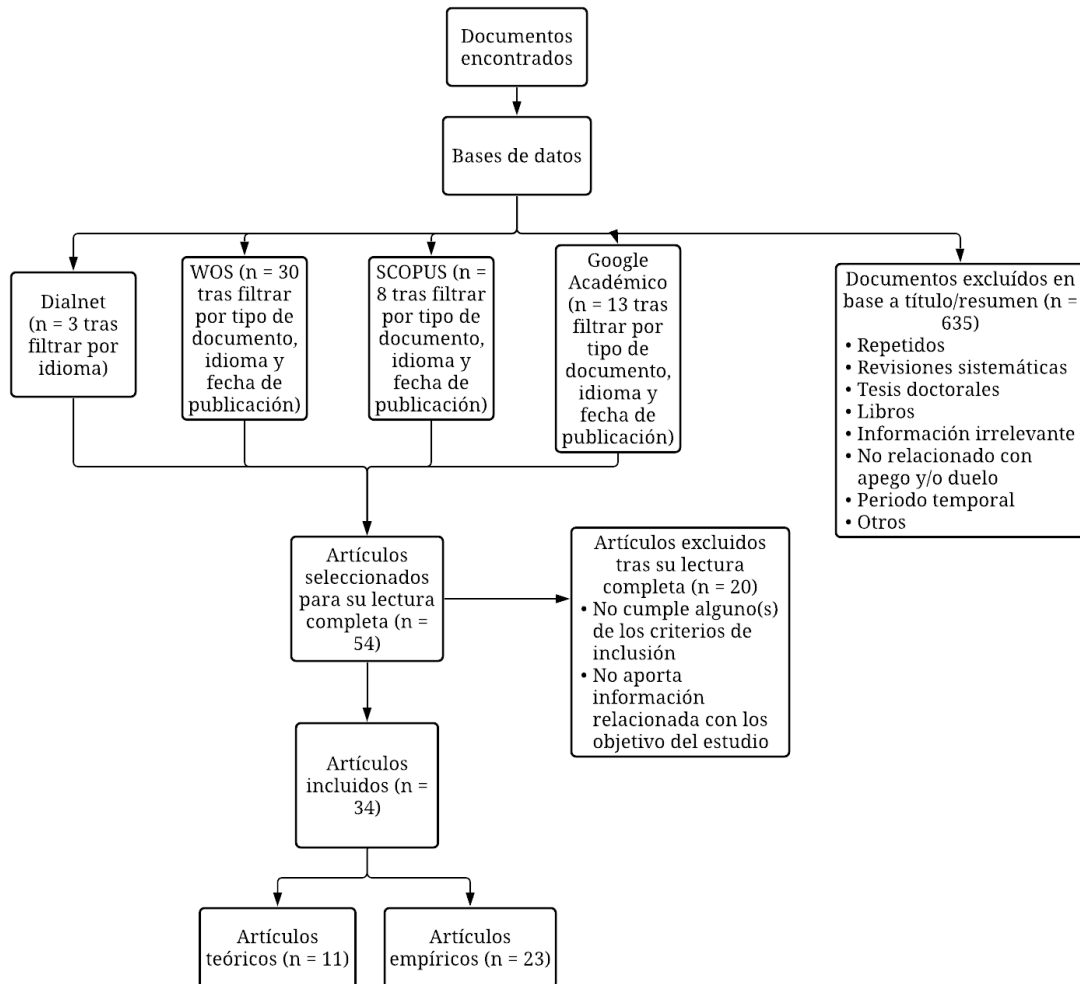 Documentos
encontrados
Bases de datos
Dialnet
(n = 3 tras
filtrar por
idioma)
WOS (n = 30
tras filtrar
por tipo de
documento,
idioma y
fecha de
publicación)
SCOPUS (n =
8 tras filtrar
por tipo de
documento,
idioma y
fecha de
publicación)
Google
Académico
(n = 13 tras
filtrar por
tipo de
documento,
idioma y
fecha de
publicación)
Documentos excluídos en
base a título/resumen (n =
635)
• Repetidos
• Revisiones sistemáticas
• Tesis doctorales
• Libros
• Información irrelevante
• No relacionado con
apego y/o duelo
• Periodo temporal
• Otros
Artículos
seleccionados
para su lectura
completa (n =
54)
Artículos excluidos
tras su lectura
completa (n = 20)
• No cumple alguno(s)
de los criterios de
inclusión
• No aporta
información
relacionada con los
objetivo del estudio
Artículos
incluidos (n =
34)
Artículos
teóricos (n = 11)
Artículos
empíricos (n = 23)